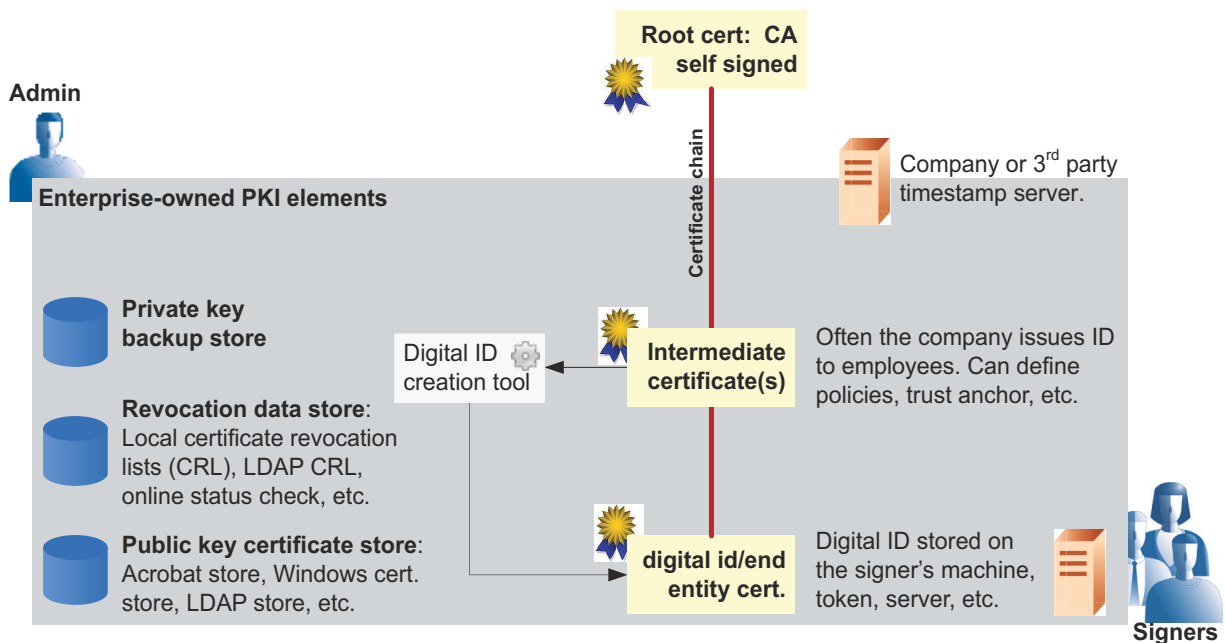 Root cert: CA
self signed
Admin
Certificate chain
Company or 3rd party
timestamp server.
Enterprise-owned PKI elements
Private key
backup store
Digital ID
creation tool
Intermediate
certificate(s)
Often the company issues ID
to employees. Can define
policies, trust anchor, etc.
Revocation data store:
Local certificate revocation
lists (CRL), LDAP CRL,
online status check, etc.
Public key certificate store:
Acrobat store, Windows cert.
store, LDAP store, etc.
digital id/end
entity cert.
Digital ID stored on
the signer’s machine,
token, server, etc.
Signers